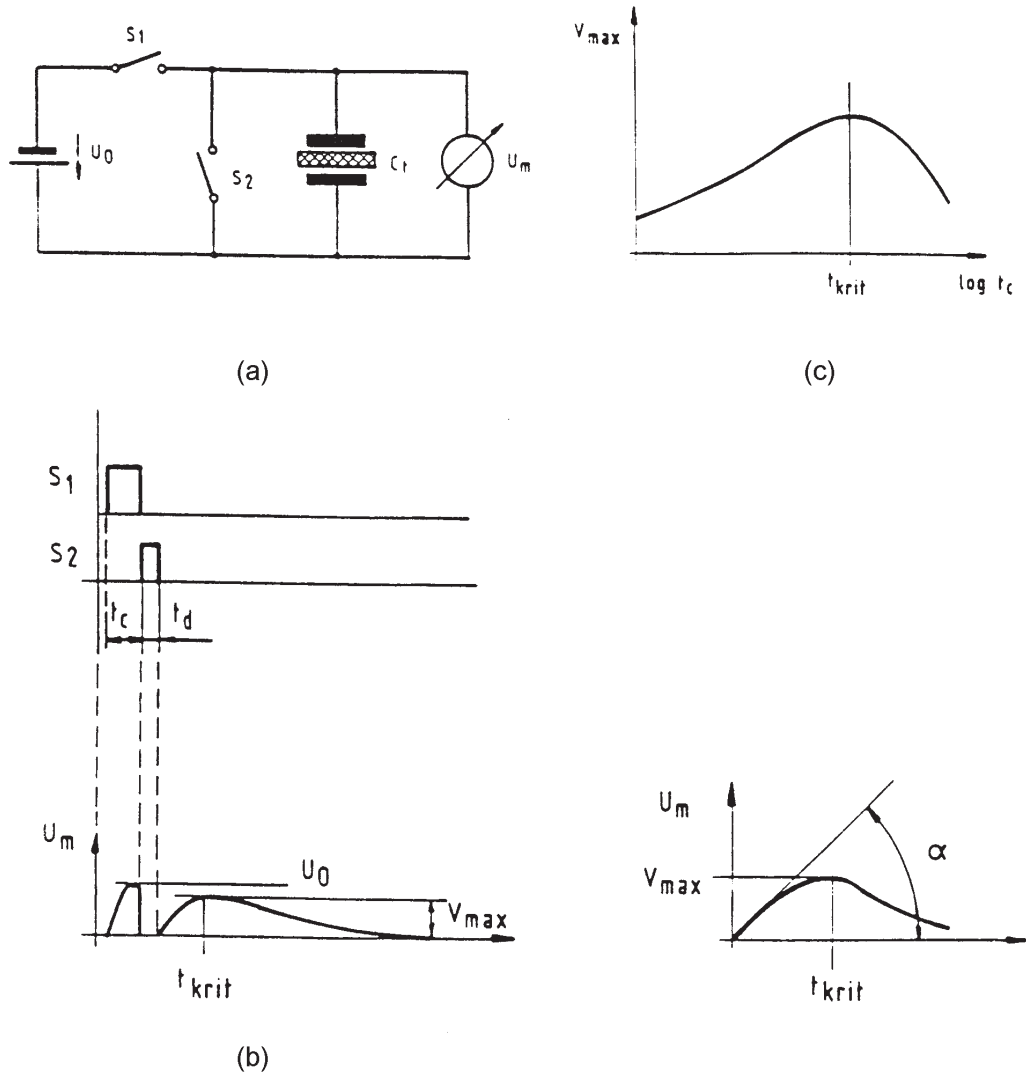 S1
U0
S2
Ct
Um
(a)
Vmax
tkrit
log tc
(c)
S1
S2
tc
td
Um
U0
Vmax
tkrit
(b)
Um
Vmax
α
tkrit